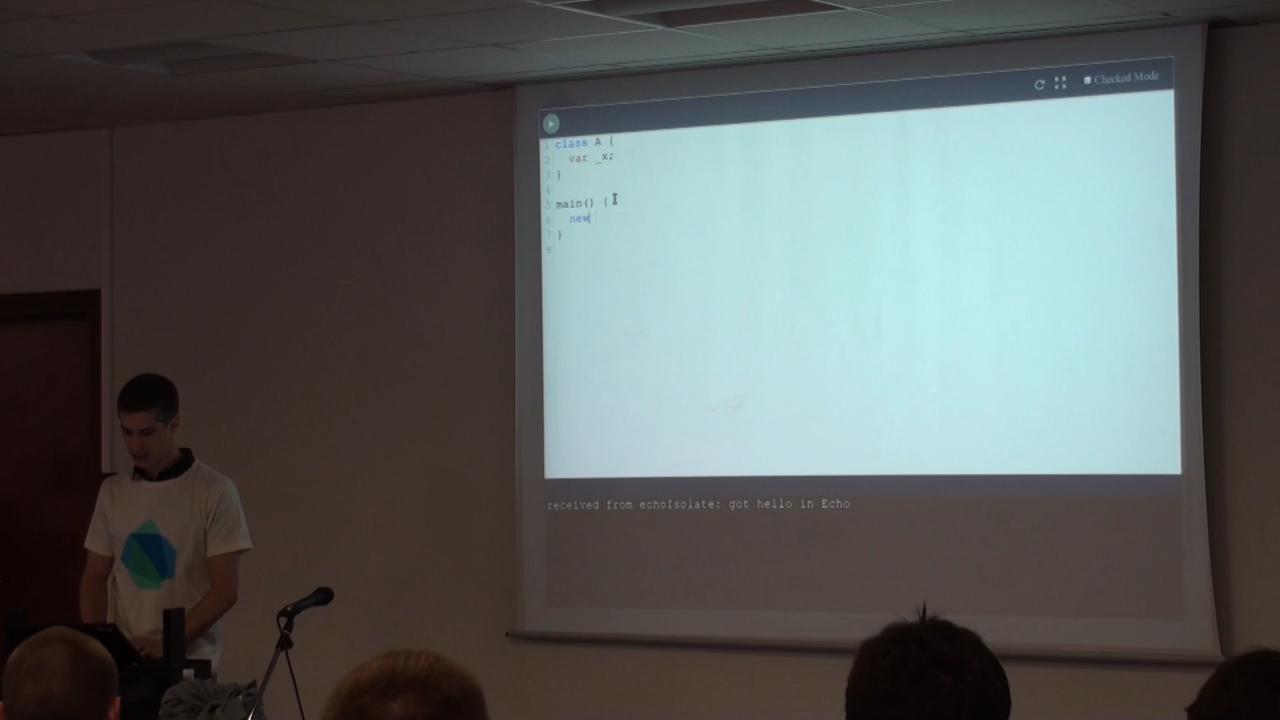 Checked Mode
1 class A {
2 var _x;
3 }
4
5 main() {
6 new
7 }
8
received from echoIsolate: got hello in Echo